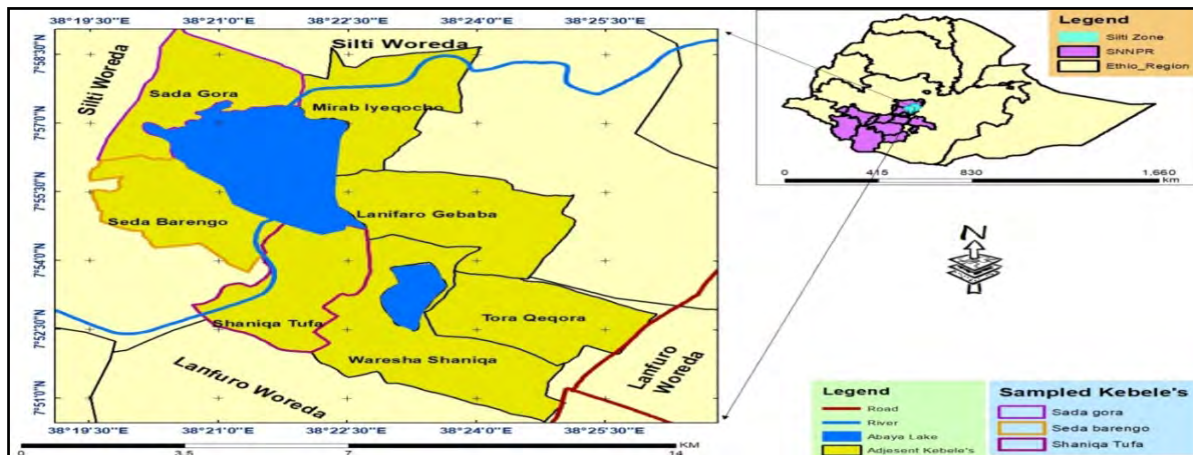 38°19'30"E 38°21'0"E 38°22'30"E 38°24'0"E 38°25'30"E
7°58'30"N
7°57'0"N
7°55'30"N
7°54'0"N
7°52'30"N
7°51'0"N
Silti Woreda
Silti Woreda
Sada Gora
Mirab Iyeqocho
Seda Barengo
Lanifaro Gebaba
Shaniqa Tufa
Tora Qeqora
Waresha Shaniqa
Lanfuro Woreda
Lanfuro
Woreda
38°19'30"E 38°21'0"E 38°22'30"E 38°24'0"E 38°25'30"E
0 3.5 7 14
KM
Legend
Silti Zone
SNNPR
Ethio_Region
0 415 830 1,660
km
N
Legend
Road
River
Abaya Lake
Adjesent Kebele's
Sampled Kebele's
Sada gora
Seda barengo
Shaniqa Tufa